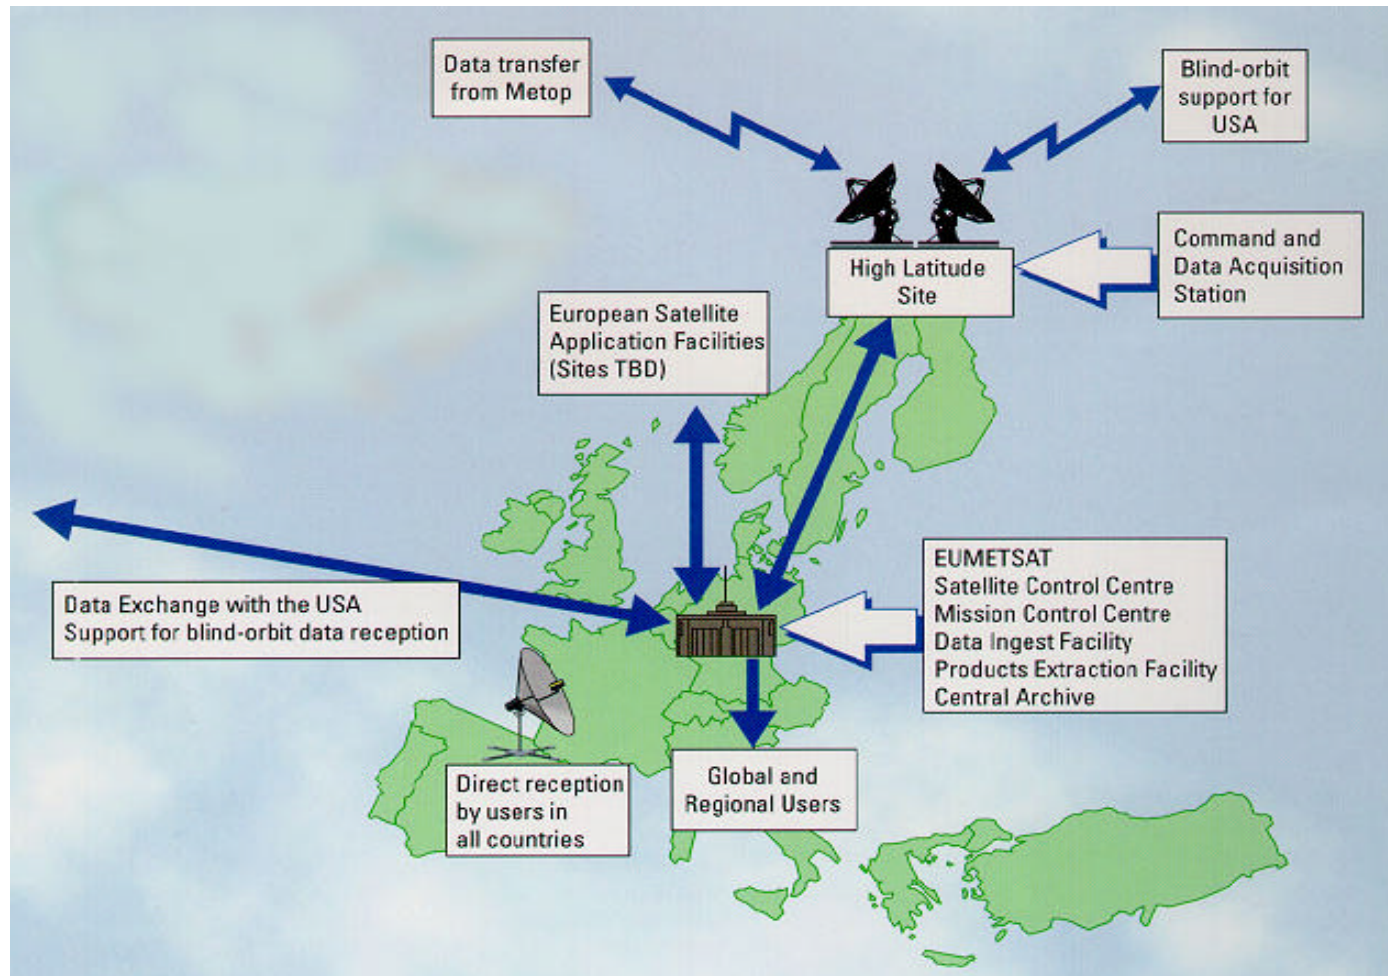 Data transfer
from Metop
Blind-orbit
support for
USA
High Latitude
Site
Command and
Data Acquisition
Station
European Satellite
Application Facilities
(Sites TBD)
Data Exchange with the USA
Support for blind-orbit data reception
EUMETSAT
Satellite Control Centre
Mission Control Centre
Data Ingest Facility
Products Extraction Facility
Central Archive
Direct reception
by users in
all countries
Global and
Regional Users